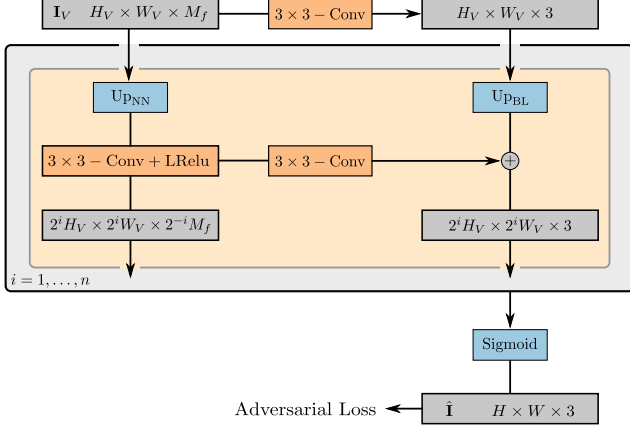 I_V H_V × W_V × M_f
3 × 3 − Conv
H_V × W_V × 3
Up_NN
Up_BL
3 × 3 − Conv + LRelu
3 × 3 − Conv
+
2^i H_V × 2^i W_V × 2^{−i} M_f
2^i H_V × 2^i W_V × 3
i = 1, . . . , n
Sigmoid
Adversarial Loss
Î H × W × 3